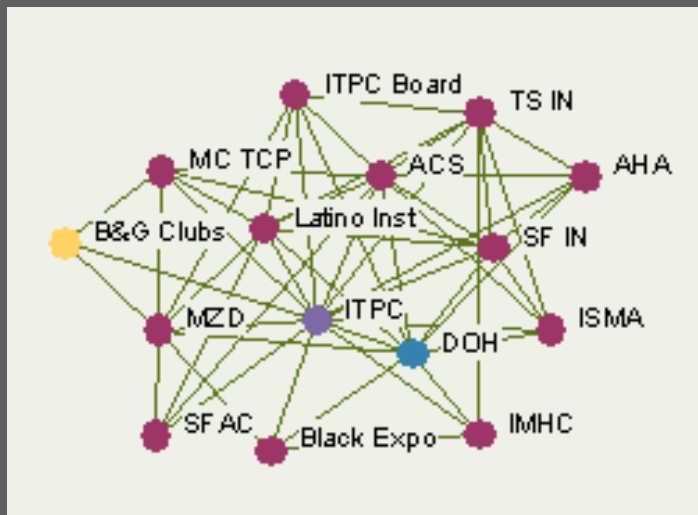 ITPC Board
TS IN
MC TCP
ACS
AHA
B&G Clubs
Latino Inst
SF IN
MZD
ITPC
ISMA
DOH
SFAC
Black Expo
IMHC